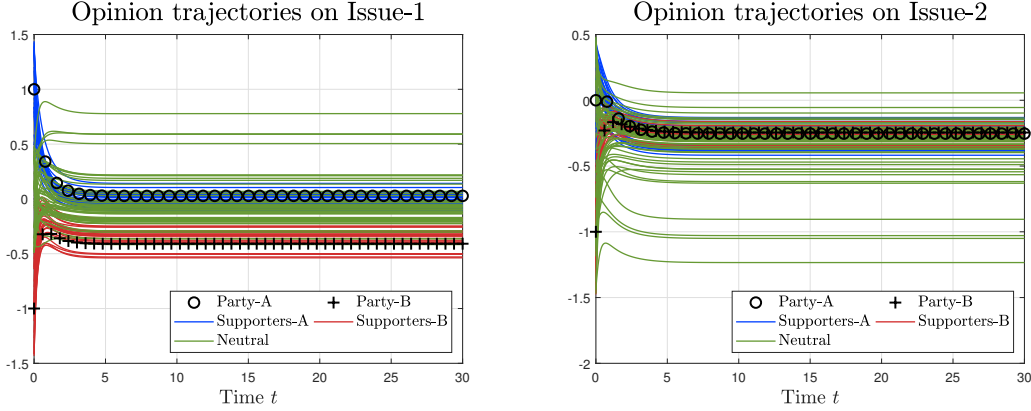 Opinion trajectories on Issue-1
1.5
1
0.5
0
-0.5
-1
-1.5
0 5 10 15 20 25 30
Time t
Party-A Party-B
Supporters-A Supporters-B
Neutral
Opinion trajectories on Issue-2
0.5
0
-0.5
-1
-1.5
-2
0 5 10 15 20 25 30
Time t
Party-A Party-B
Supporters-A Supporters-B
Neutral